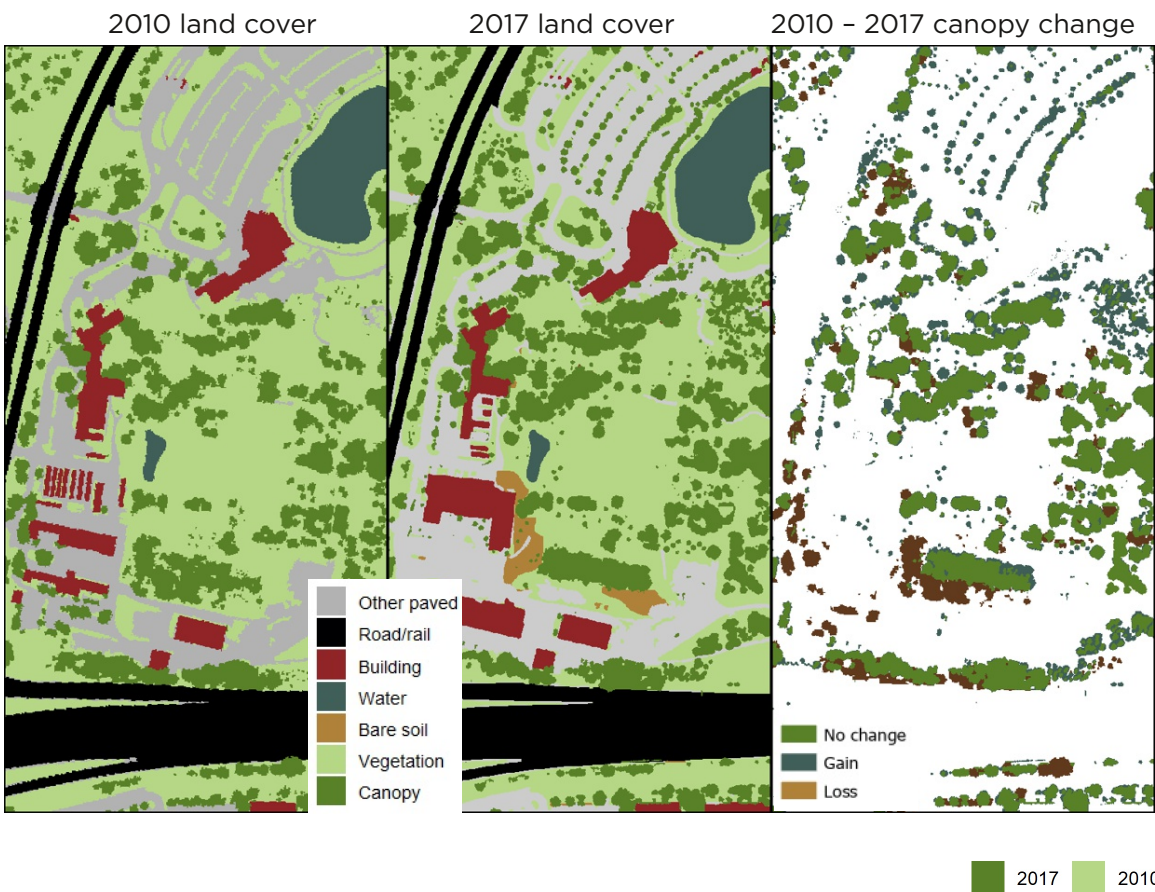 2010 land cover
2017 land cover
2010 – 2017 canopy change
Other paved
Road/rail
Building
Water
Bare soil
Vegetation
Canopy
No change
Gain
Loss
2017
2010